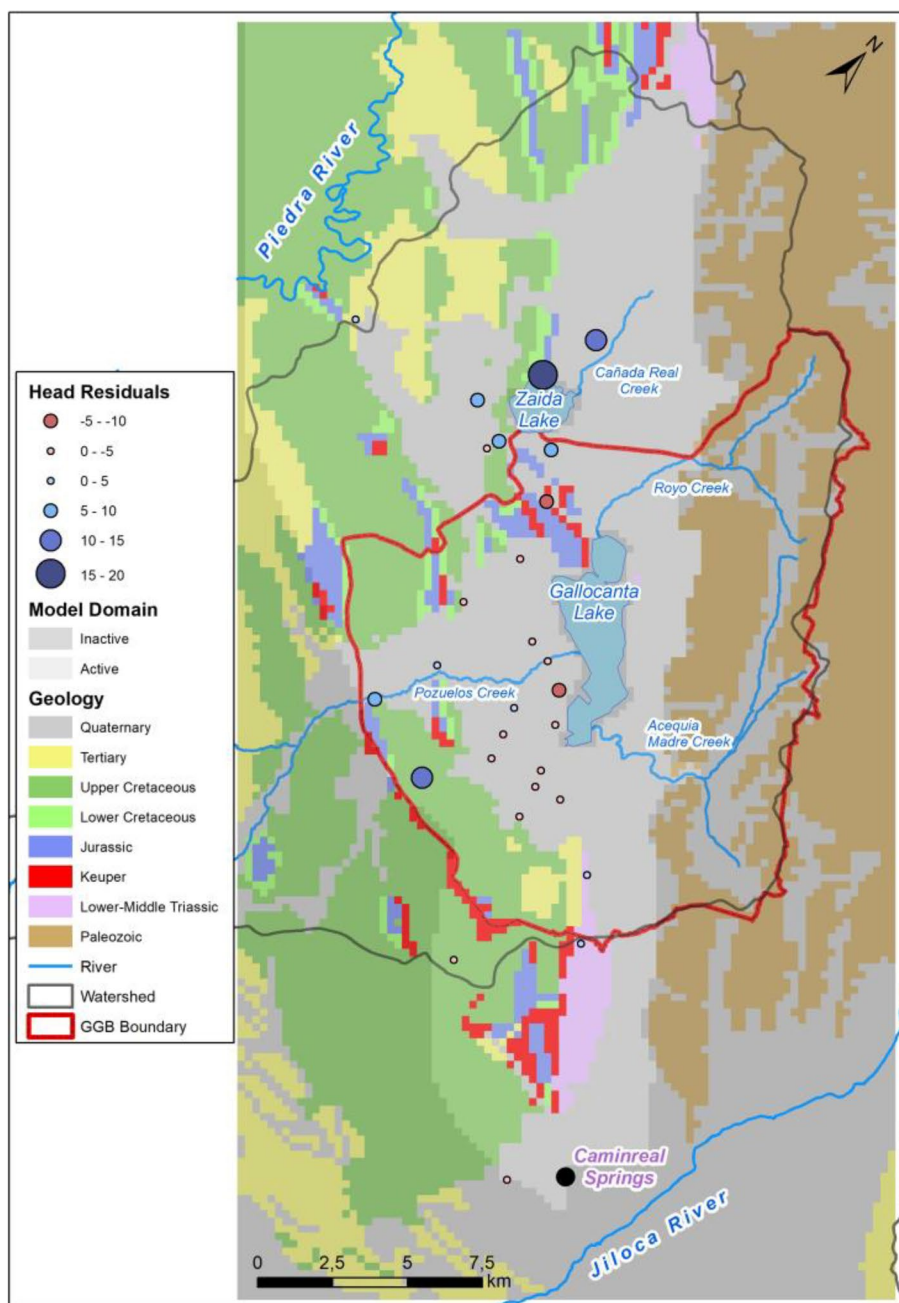 N
Piedra River
Cañada Real
Creek
Zaida
Lake
Royo Creek
Gallocanta
Lake
Pozuelos Creek
Acequia
Madre Creek
Caminreal
Springs
Jiloca River
Head Residuals
-5 - -10
0 - -5
0 - 5
5 - 10
10 - 15
15 - 20
Model Domain
Inactive
Active
Geology
Quaternary
Tertiary
Upper Cretaceous
Lower Cretaceous
Jurassic
Keuper
Lower-Middle Triassic
Paleozoic
River
Watershed
GGB Boundary
0 2,5 5 7,5
km